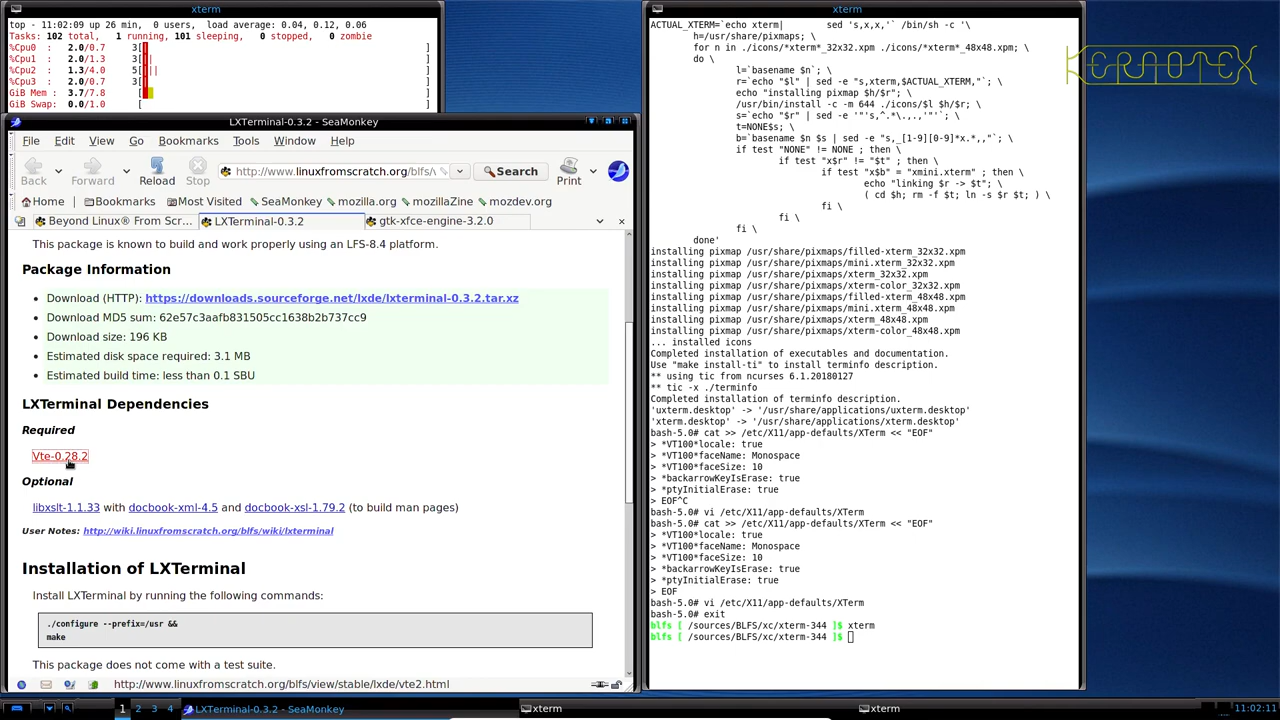 xterm
top - 11:02:09 up 26 min, 0 users, load average: 0.04, 0.12, 0.06
Tasks: 102 total, 1 running, 101 sleeping, 0 stopped, 0 zombie
%Cpu0 : 2.0/0.7 3[ ]
%Cpu1 : 2.0/1.3 3[| ]
%Cpu2 : 1.3/4.0 5[|| ]
%Cpu3 : 2.0/0.7 3[ ]
GiB Mem : 3.7/7.8 [ ]
GiB Swap: 0.0/1.0 [ ]
LXTerminal-0.3.2 - SeaMonkey
File Edit View Go Bookmarks Tools Window Help
Back Forward Reload Stop http://www.linuxfromscratch.org/blfs/ Search Print
Home Bookmarks Most Visited SeaMonkey mozilla.org mozillaZine mozdev.org
Beyond Linux® From Scr... LXTerminal-0.3.2 gtk-xfce-engine-3.2.0
This package is known to build and work properly using an LFS-8.4 platform.
Package Information
• Download (HTTP): https://downloads.sourceforge.net/lxde/lxterminal-0.3.2.tar.xz
• Download MD5 sum: 62e57c3aafb831505cc1638b2b737cc9
• Download size: 196 KB
• Estimated disk space required: 3.1 MB
• Estimated build time: less than 0.1 SBU
LXTerminal Dependencies
Required
Vte-0.28.2
Optional
libxslt-1.1.33 with docbook-xml-4.5 and docbook-xsl-1.79.2 (to build man pages)
User Notes: http://wiki.linuxfromscratch.org/blfs/wiki/lxterminal
Installation of LXTerminal
Install LXTerminal by running the following commands:
./configure --prefix=/usr &&
make
This package does not come with a test suite.
http://www.linuxfromscratch.org/blfs/view/stable/lxde/vte2.html
xterm
ACTUAL_XTERM=`echo xterm| sed 's,x,x,'` /bin/sh -c '\
h=/usr/share/pixmaps; \
for n in ./icons/*xterm*_32x32.xpm ./icons/*xterm*_48x48.xpm; \
do \
l=`basename $n`; \
r=`echo "$l" | sed -e "s,xterm,$ACTUAL_XTERM,"`; \
echo "installing pixmap $h/$r"; \
/usr/bin/install -c -m 644 ./icons/$l $h/$r; \
s=`echo "$r" | sed -e '"'s,^.*\.,.,'"'`; \
t=NONE$s; \
b=`basename $n $s | sed -e "s,_[1-9][0-9]*x.*,,"`; \
if test "NONE" != NONE ; then \
if test "x$r" != "$t" ; then \
if test "x$b" = "xmini.xterm" ; then \
echo "linking $r -> $t"; \
( cd $h; rm -f $t; ln -s $r $t; ) \
fi \
fi \
fi \
done'
installing pixmap /usr/share/pixmaps/filled-xterm_32x32.xpm
installing pixmap /usr/share/pixmaps/mini.xterm_32x32.xpm
installing pixmap /usr/share/pixmaps/xterm_32x32.xpm
installing pixmap /usr/share/pixmaps/xterm-color_32x32.xpm
installing pixmap /usr/share/pixmaps/filled-xterm_48x48.xpm
installing pixmap /usr/share/pixmaps/mini.xterm_48x48.xpm
installing pixmap /usr/share/pixmaps/xterm_48x48.xpm
installing pixmap /usr/share/pixmaps/xterm-color_48x48.xpm
... installed icons
Completed installation of executables and documentation.
Use "make install-ti" to install terminfo description.
** using tic from ncurses 6.1.20180127
** tic -x ./terminfo
Completed installation of terminfo description.
'uxterm.desktop' -> '/usr/share/applications/uxterm.desktop'
'xterm.desktop' -> '/usr/share/applications/xterm.desktop'
bash-5.0# cat >> /etc/X11/app-defaults/XTerm << "EOF"
> *VT100*locale: true
> *VT100*faceName: Monospace
> *VT100*faceSize: 10
> *backarrowKeyIsErase: true
> *ptyInitialErase: true
> EOF^C
bash-5.0# vi /etc/X11/app-defaults/XTerm
bash-5.0# cat >> /etc/X11/app-defaults/XTerm << "EOF"
> *VT100*locale: true
> *VT100*faceName: Monospace
> *VT100*faceSize: 10
> *backarrowKeyIsErase: true
> *ptyInitialErase: true
> EOF
bash-5.0# vi /etc/X11/app-defaults/XTerm
bash-5.0# exit
blfs [ /sources/BLFS/xc/xterm-344 ]$ xterm
blfs [ /sources/BLFS/xc/xterm-344 ]$
1 2 3 4 LXTerminal-0.3.2 - SeaMonkey xterm xterm 11:02:11